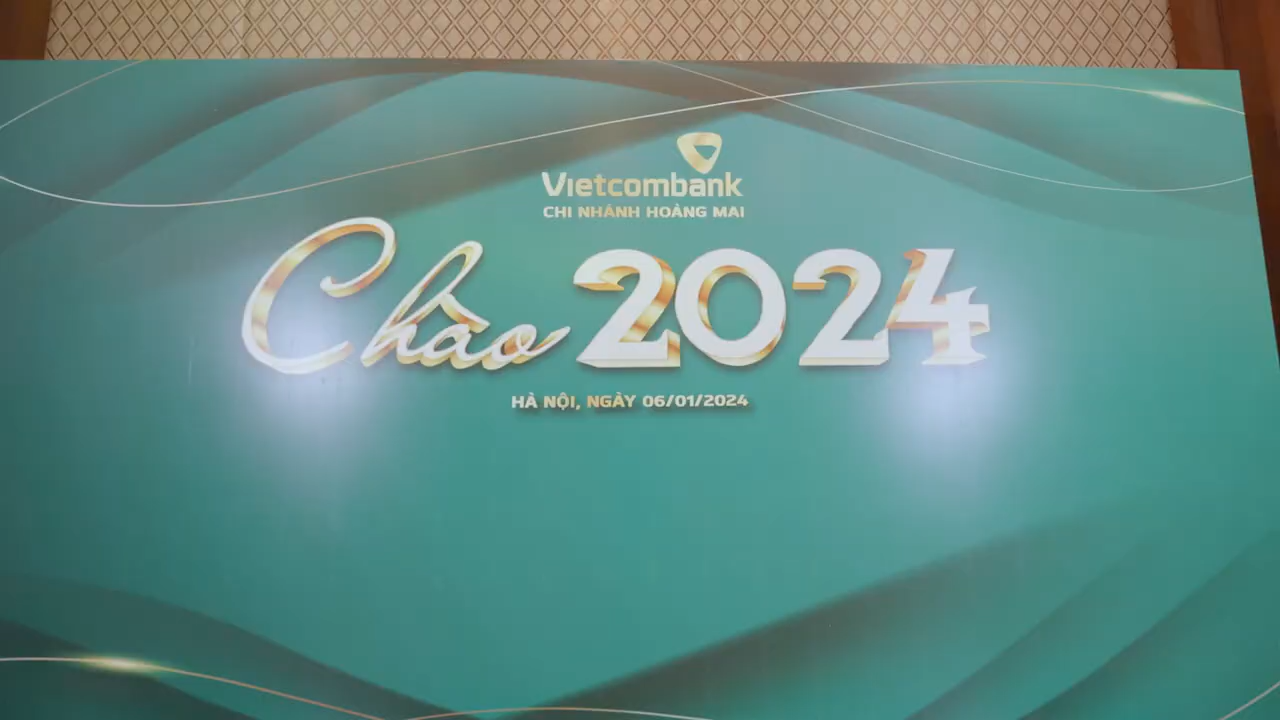 Vietcombank
CHI NHÁNH HOÀNG MAI
Chào 2024
HÀ NỘI, NGÀY 06/01/2024